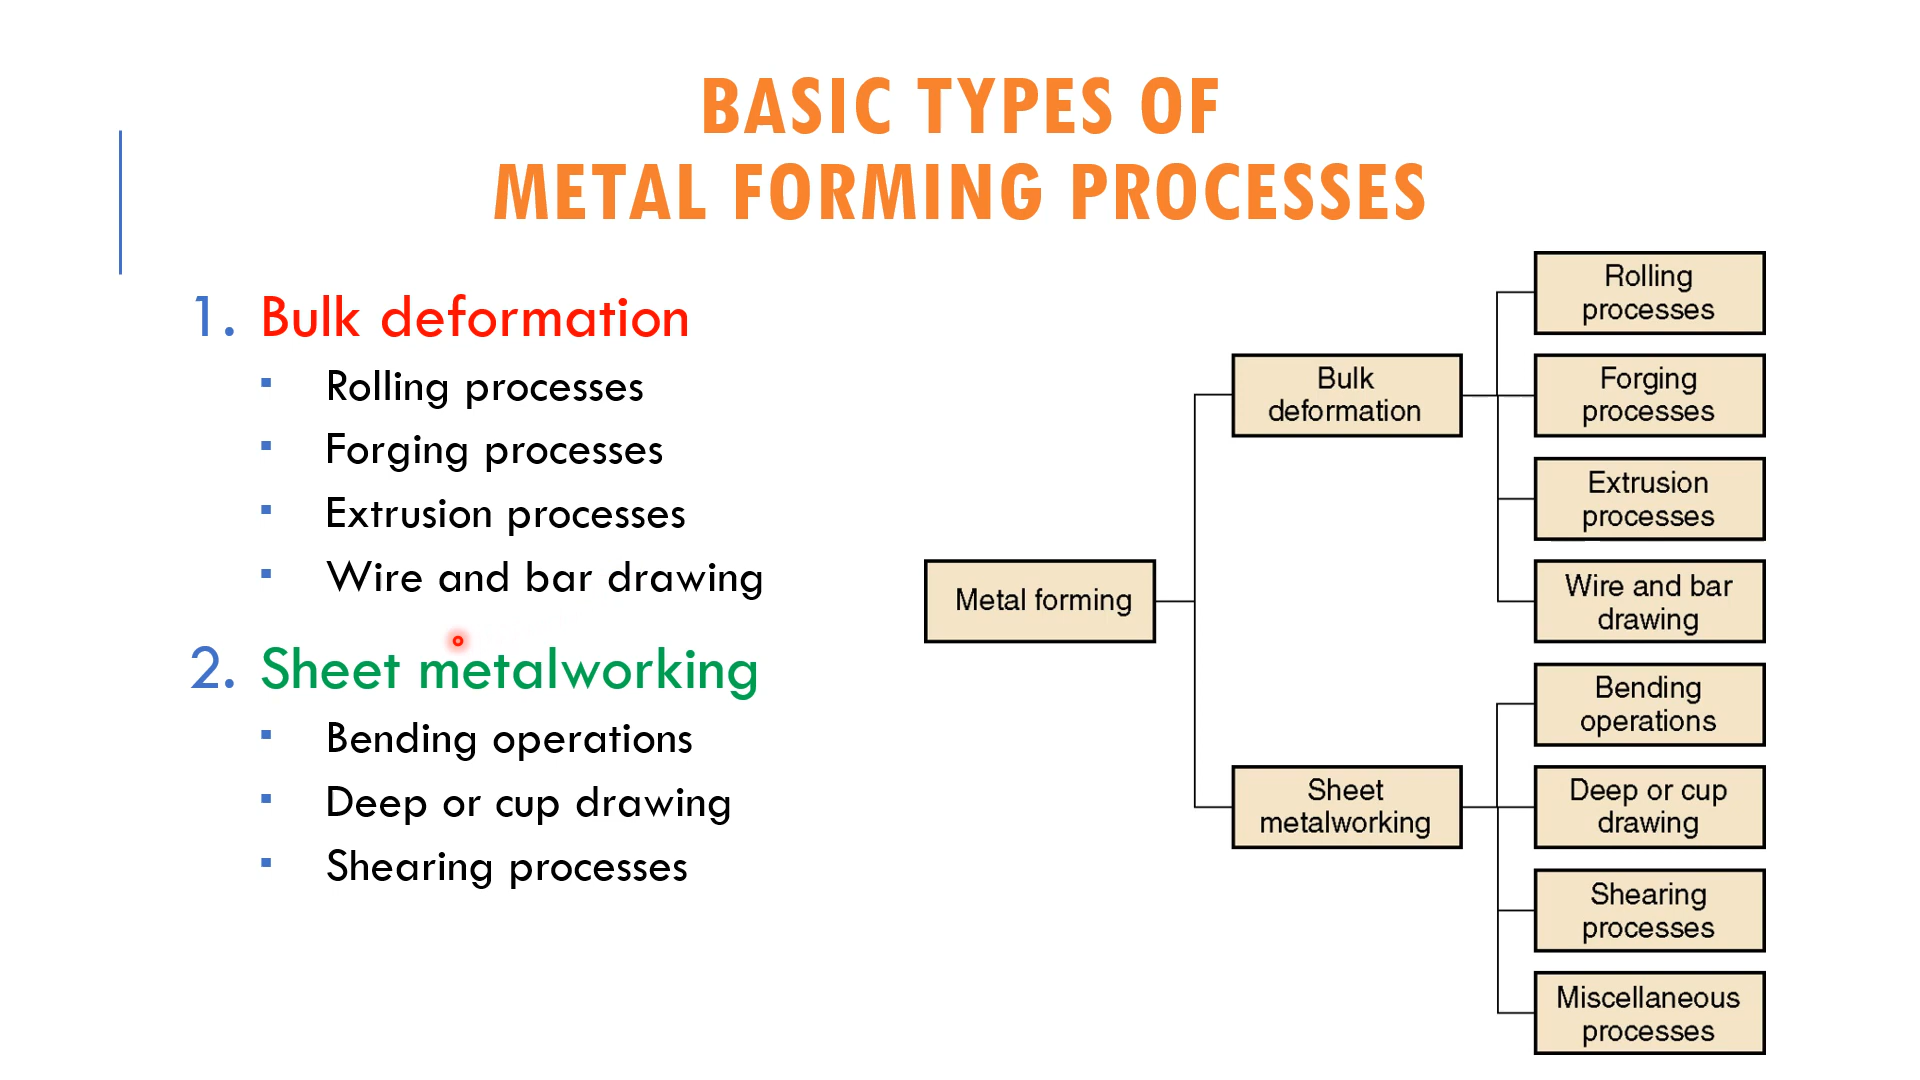 BASIC TYPES OF
METAL FORMING PROCESSES
1. Bulk deformation
▪ Rolling processes
▪ Forging processes
▪ Extrusion processes
▪ Wire and bar drawing
2. Sheet metalworking
▪ Bending operations
▪ Deep or cup drawing
▪ Shearing processes
Metal forming
Bulk
deformation
Rolling
processes
Forging
processes
Extrusion
processes
Wire and bar
drawing
Sheet
metalworking
Bending
operations
Deep or cup
drawing
Shearing
processes
Miscellaneous
processes